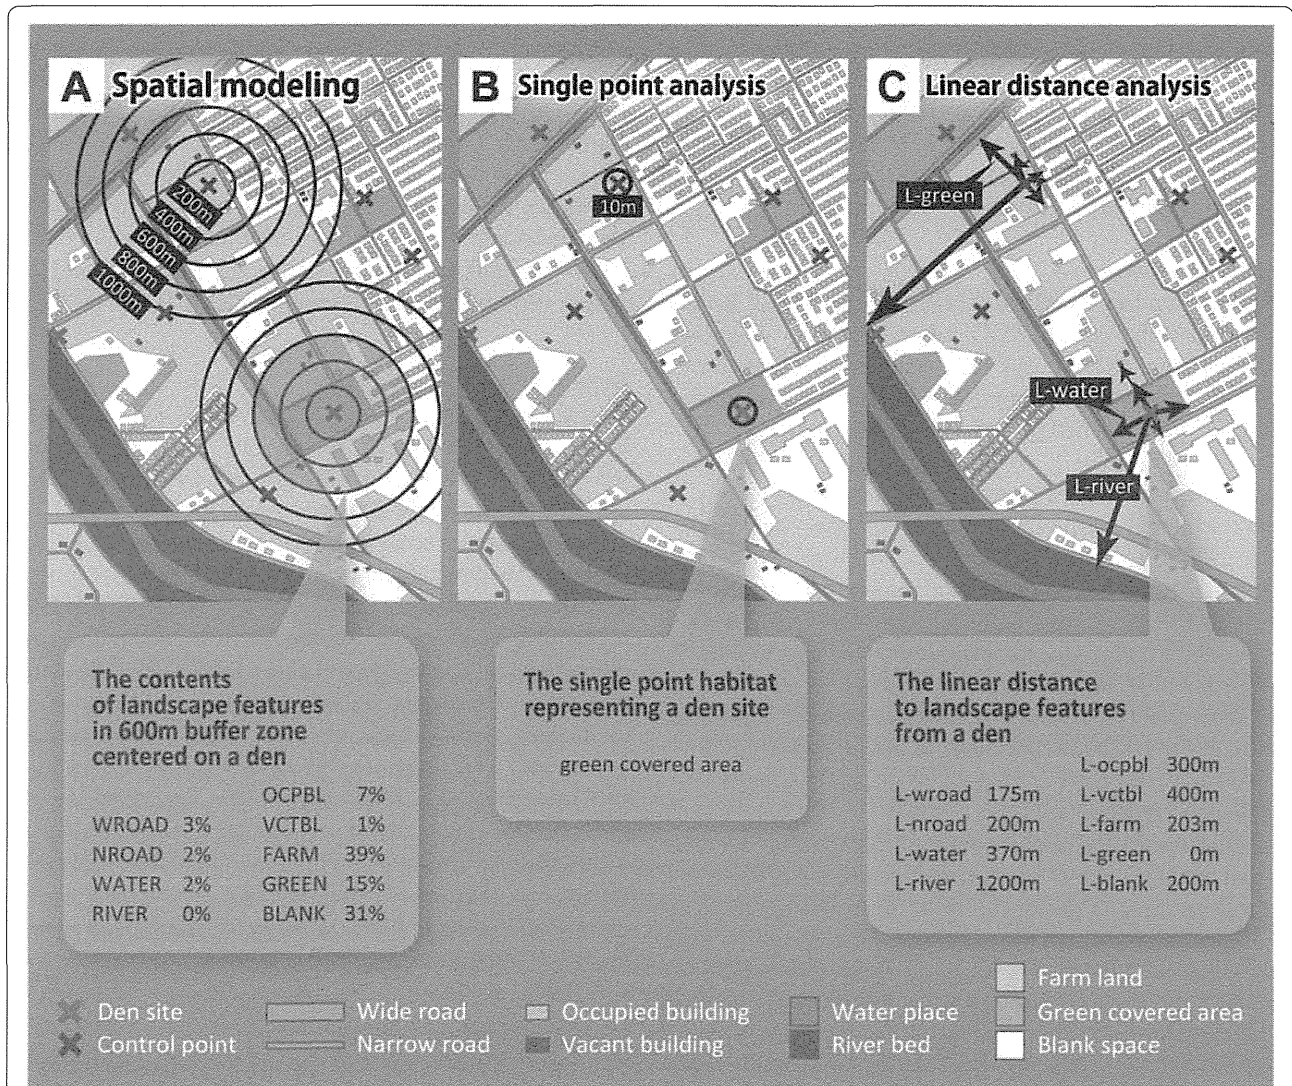 A Spatial modeling
200m
400m
600m
800m
1000m
B Single point analysis
10m
C Linear distance analysis
L-green
L-water
L-river
The contents
of landscape features
in 600m buffer zone
centered on a den
OCPBL 7%
WROAD 3% VCTBL 1%
NROAD 2% FARM 39%
WATER 2% GREEN 15%
RIVER 0% BLANK 31%
The single point habitat
representing a den site
green covered area
The linear distance
to landscape features
from a den
L-ocpbl 300m
L-wroad 175m L-vctbl 400m
L-nroad 200m L-farm 203m
L-water 370m L-green 0m
L-river 1200m L-blank 200m
Farm land
Den site Wide road Occupied building Water place Green covered area
Control point Narrow road Vacant building River bed Blank space